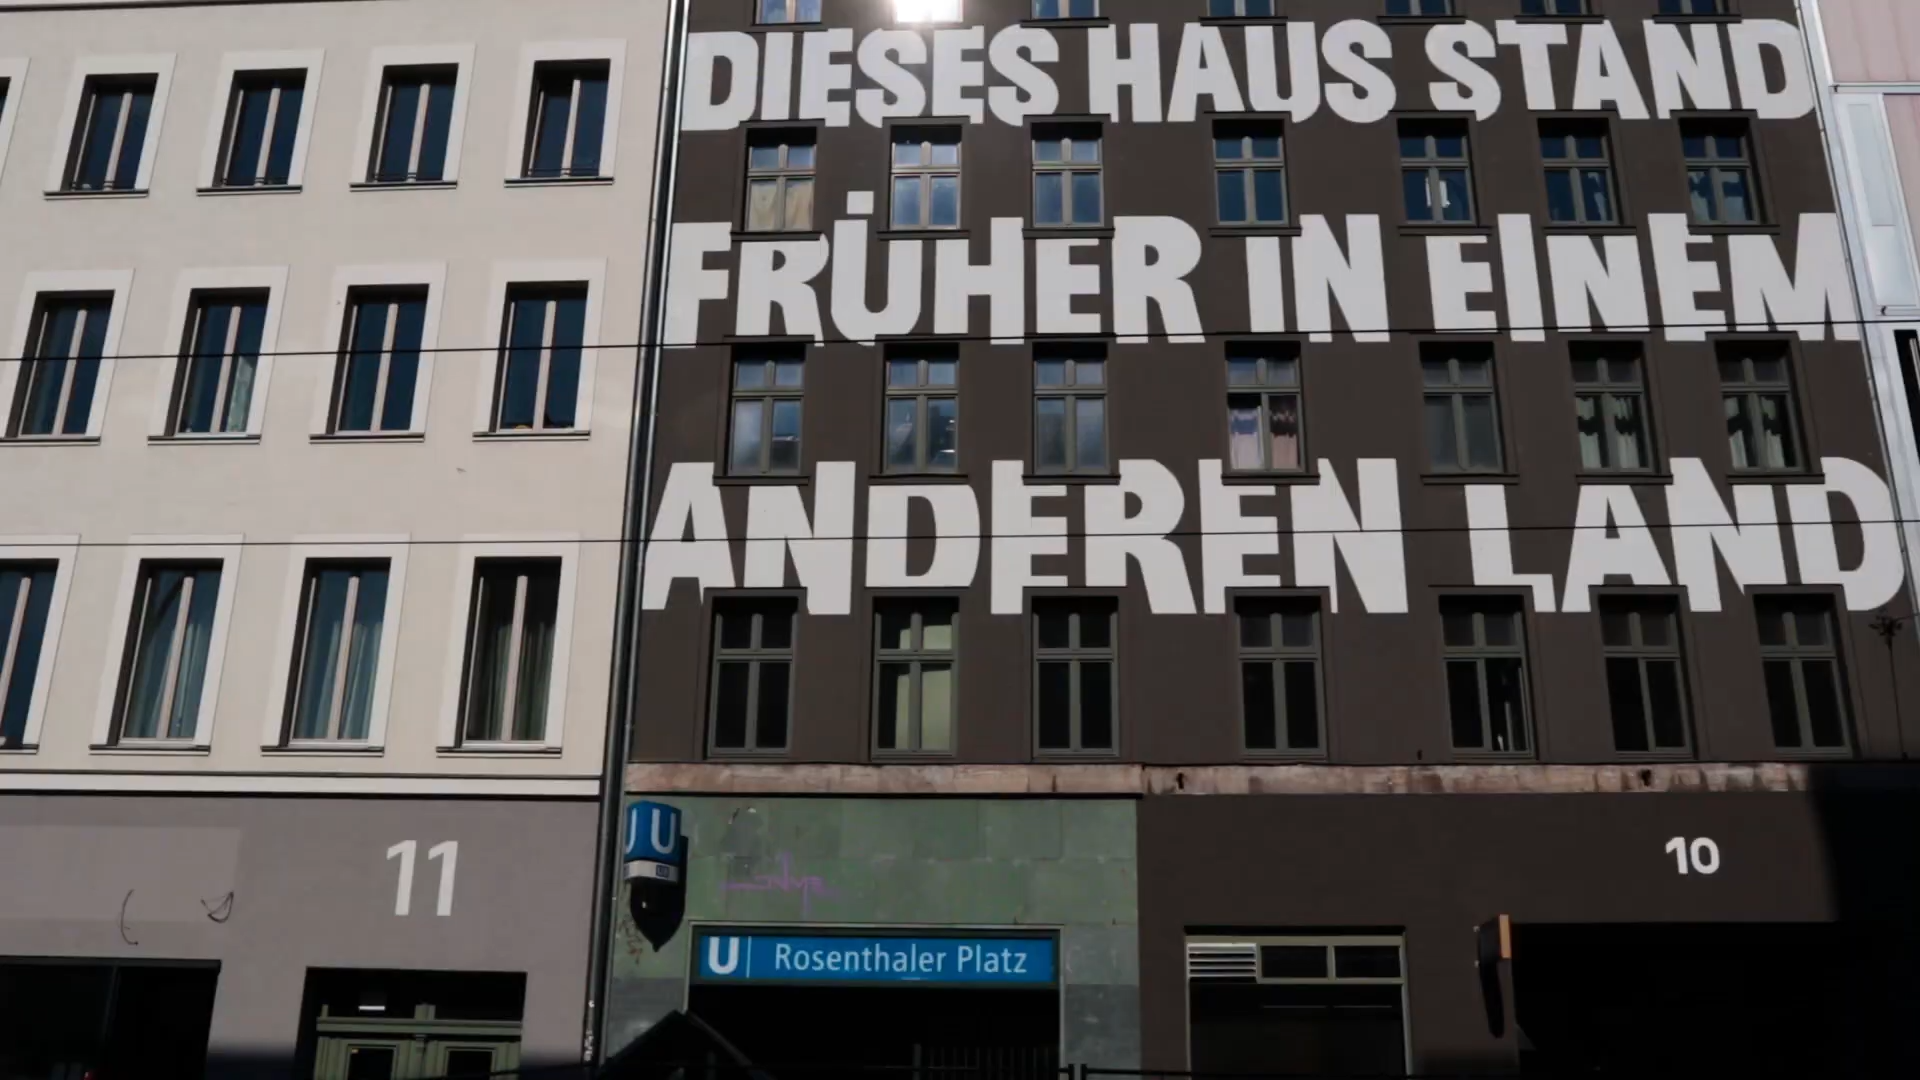 DIESES HAUS STAND
FRÜHER IN EINEM
ANDEREN LAND
11
10
U
U Rosenthaler Platz